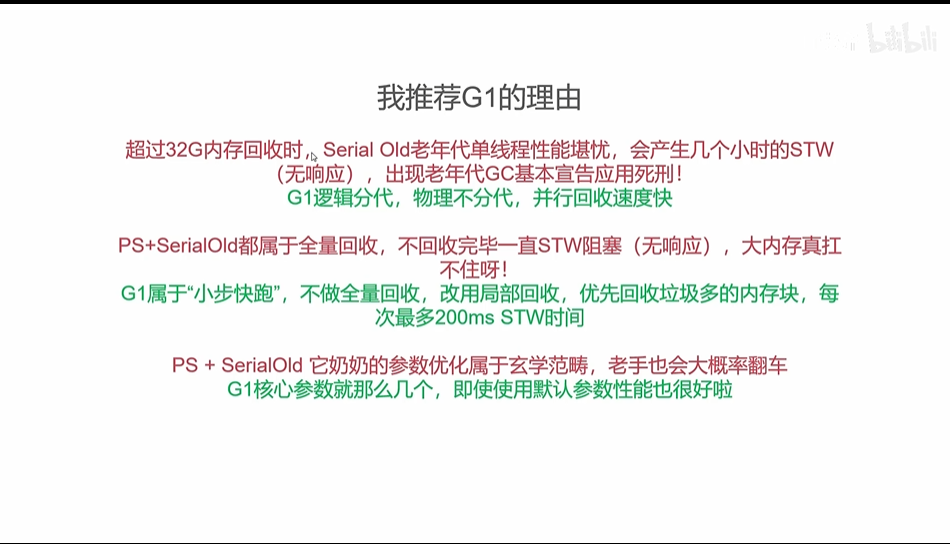 bilibili
我推荐G1的理由
超过32G内存回收时，Serial Old老年代单线程性能堪忧，会产生几个小时的STW
（无响应），出现老年代GC基本宣告应用死刑！
G1逻辑分代，物理不分代，并行回收速度快
PS+SerialOld都属于全量回收，不回收完毕一直STW阻塞（无响应），大内存真扛
不住呀！
G1属于“小步快跑”，不做全量回收，改用局部回收，优先回收垃圾多的内存块，每
次最多200ms STW时间
PS + SerialOld 它奶奶的参数优化属于玄学范畴，老手也会大概率翻车
G1核心参数就那么几个，即使使用默认参数性能也很好啦